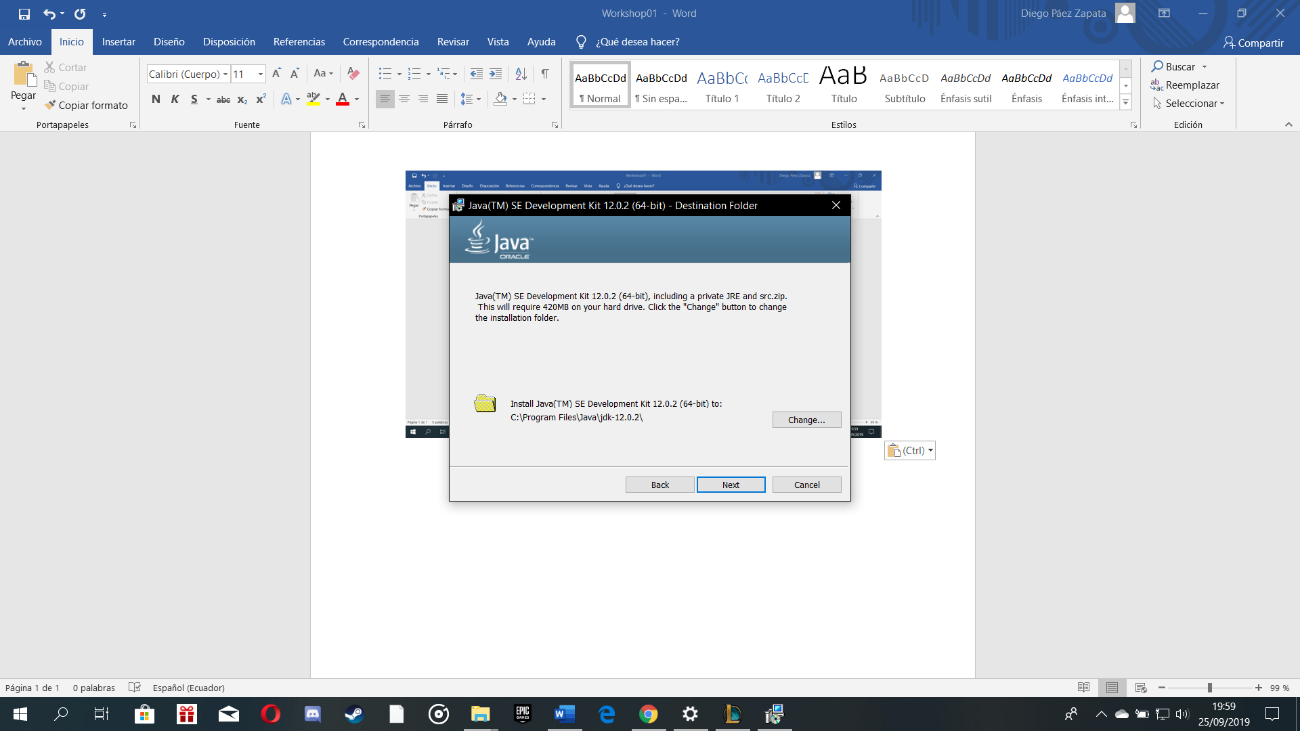 Workshop01 - Word
Diego Páez Zapata
Archivo Inicio Insertar Diseño Disposición Referencias Correspondencia Revisar Vista Ayuda ¿Qué desea hacer? Compartir
Pegar
Cortar
Copiar
Copiar formato
Portapapeles
Calibri (Cuerpo) 11
N K S abc x₂ x²
Fuente
Párrafo
AaBbCcDd AaBbCcDd AaBbCc AaBbCcD AaB AaBbCcD AaBbCcDd AaBbCcDd AaBbCcDd
¶ Normal ¶ Sin espa... Título 1 Título 2 Título Subtítulo Énfasis sutil Énfasis Énfasis int...
Estilos
Buscar
Reemplazar
Seleccionar
Edición
Java(TM) SE Development Kit 12.0.2 (64-bit) - Destination Folder
Java
ORACLE
Java(TM) SE Development Kit 12.0.2 (64-bit), including a private JRE and src.zip.
This will require 420MB on your hard drive. Click the "Change" button to change
the installation folder.
Install Java(TM) SE Development Kit 12.0.2 (64-bit) to:
C:\Program Files\Java\jdk-12.0.2\
Change...
Back Next Cancel
(Ctrl)
Página 1 de 1 0 palabras Español (Ecuador) 99 %
EPIC GAMES
19:59
25/09/2019